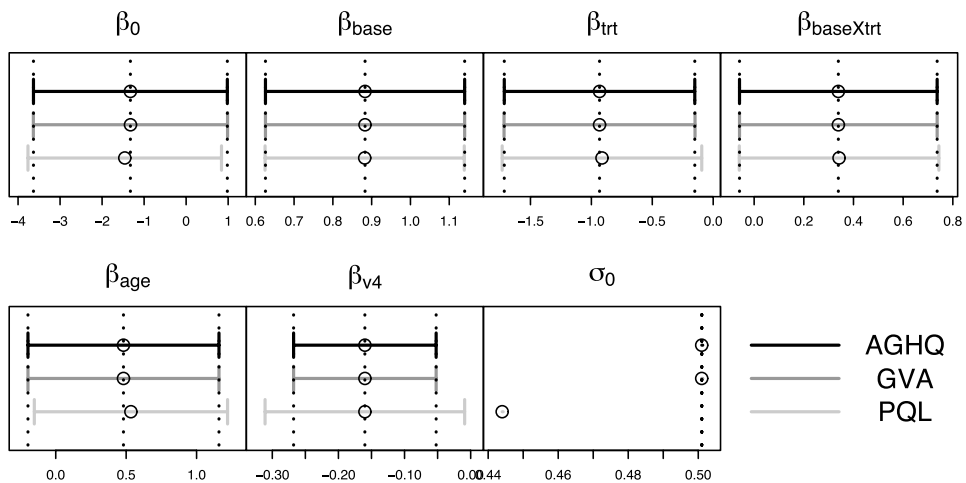 β0 βbase βtrt βbaseXtrt
−4 −3 −2 −1 0 1 0.6 0.7 0.8 0.9 1.0 1.1 −1.5 −1.0 −0.5 0.0 0.0 0.2 0.4 0.6 0.8
βage βv4 σ0
AGHQ
GVA
PQL
0.0 0.5 1.0 −0.30 −0.20 −0.10 0.00 0.44 0.46 0.48 0.50